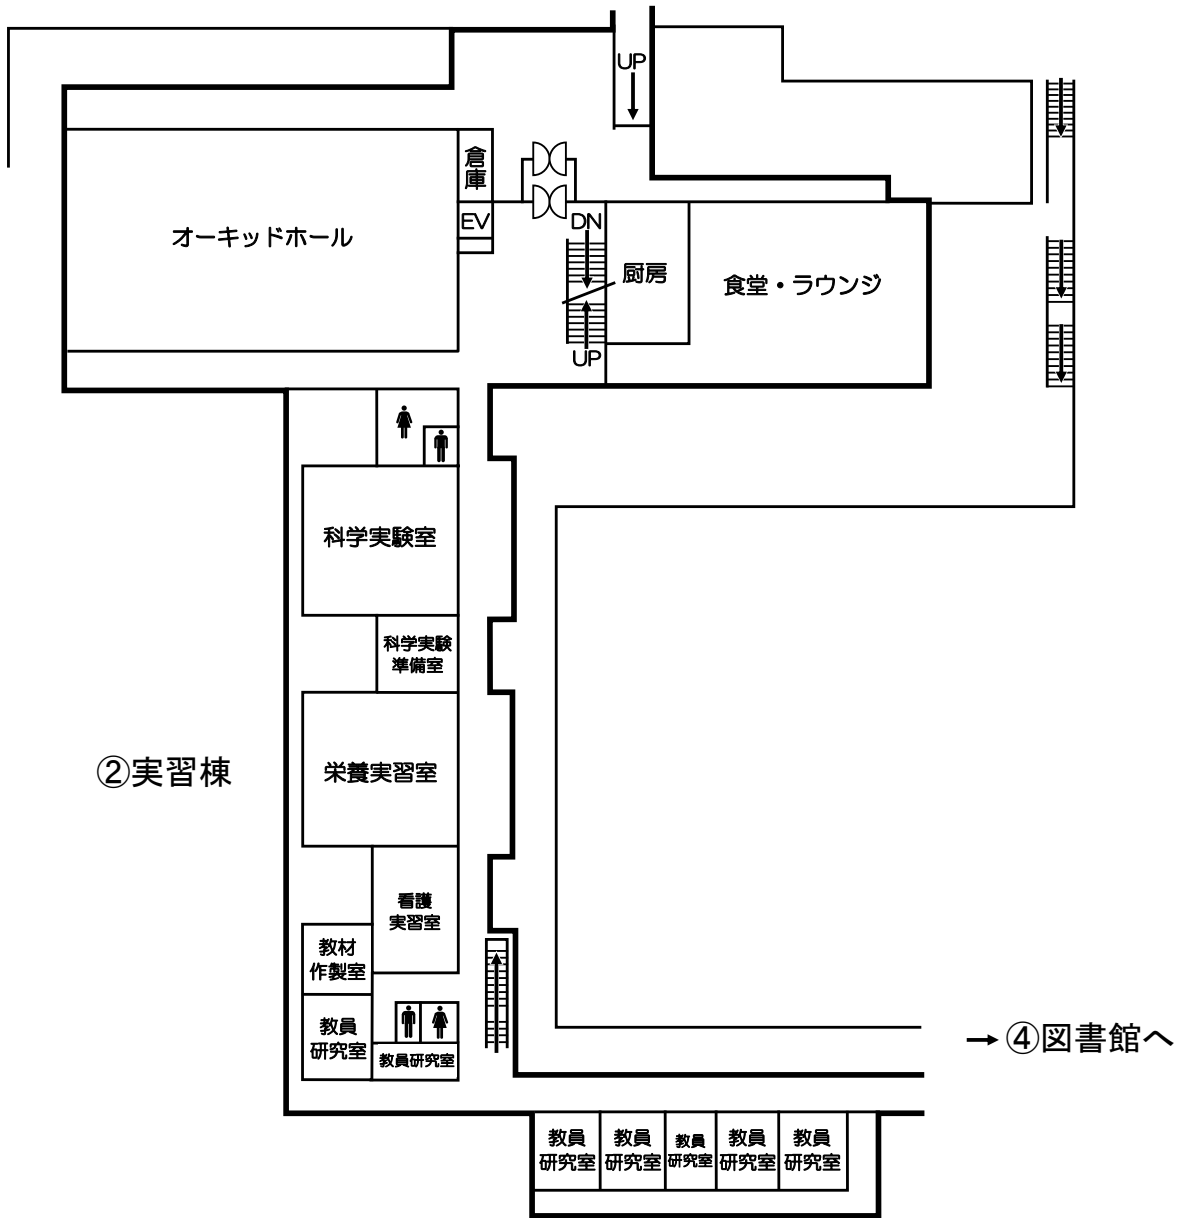 UP
倉
庫
EV
DN
オーキッドホール
厨房
食堂・ラウンジ
UP
科学実験室
科学実験
準備室
②実習棟
栄養実習室
看護
実習室
教材
作製室
教員
研究室
教員研究室
→④図書館へ
教員
研究室
教員
研究室
教員
研究室
教員
研究室
教員
研究室